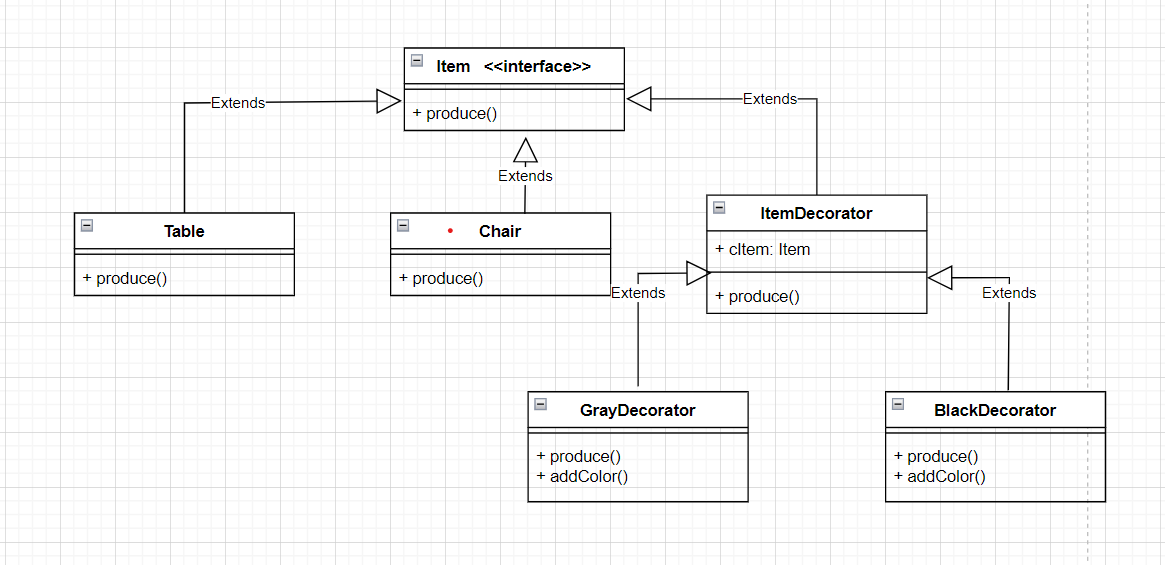 Item <<interface>>
+ produce()
Extends
Extends
Extends
Table
+ produce()
Chair
+ produce()
ItemDecorator
+ cItem: Item
+ produce()
Extends
Extends
GrayDecorator
+ produce()
+ addColor()
BlackDecorator
+ produce()
+ addColor()